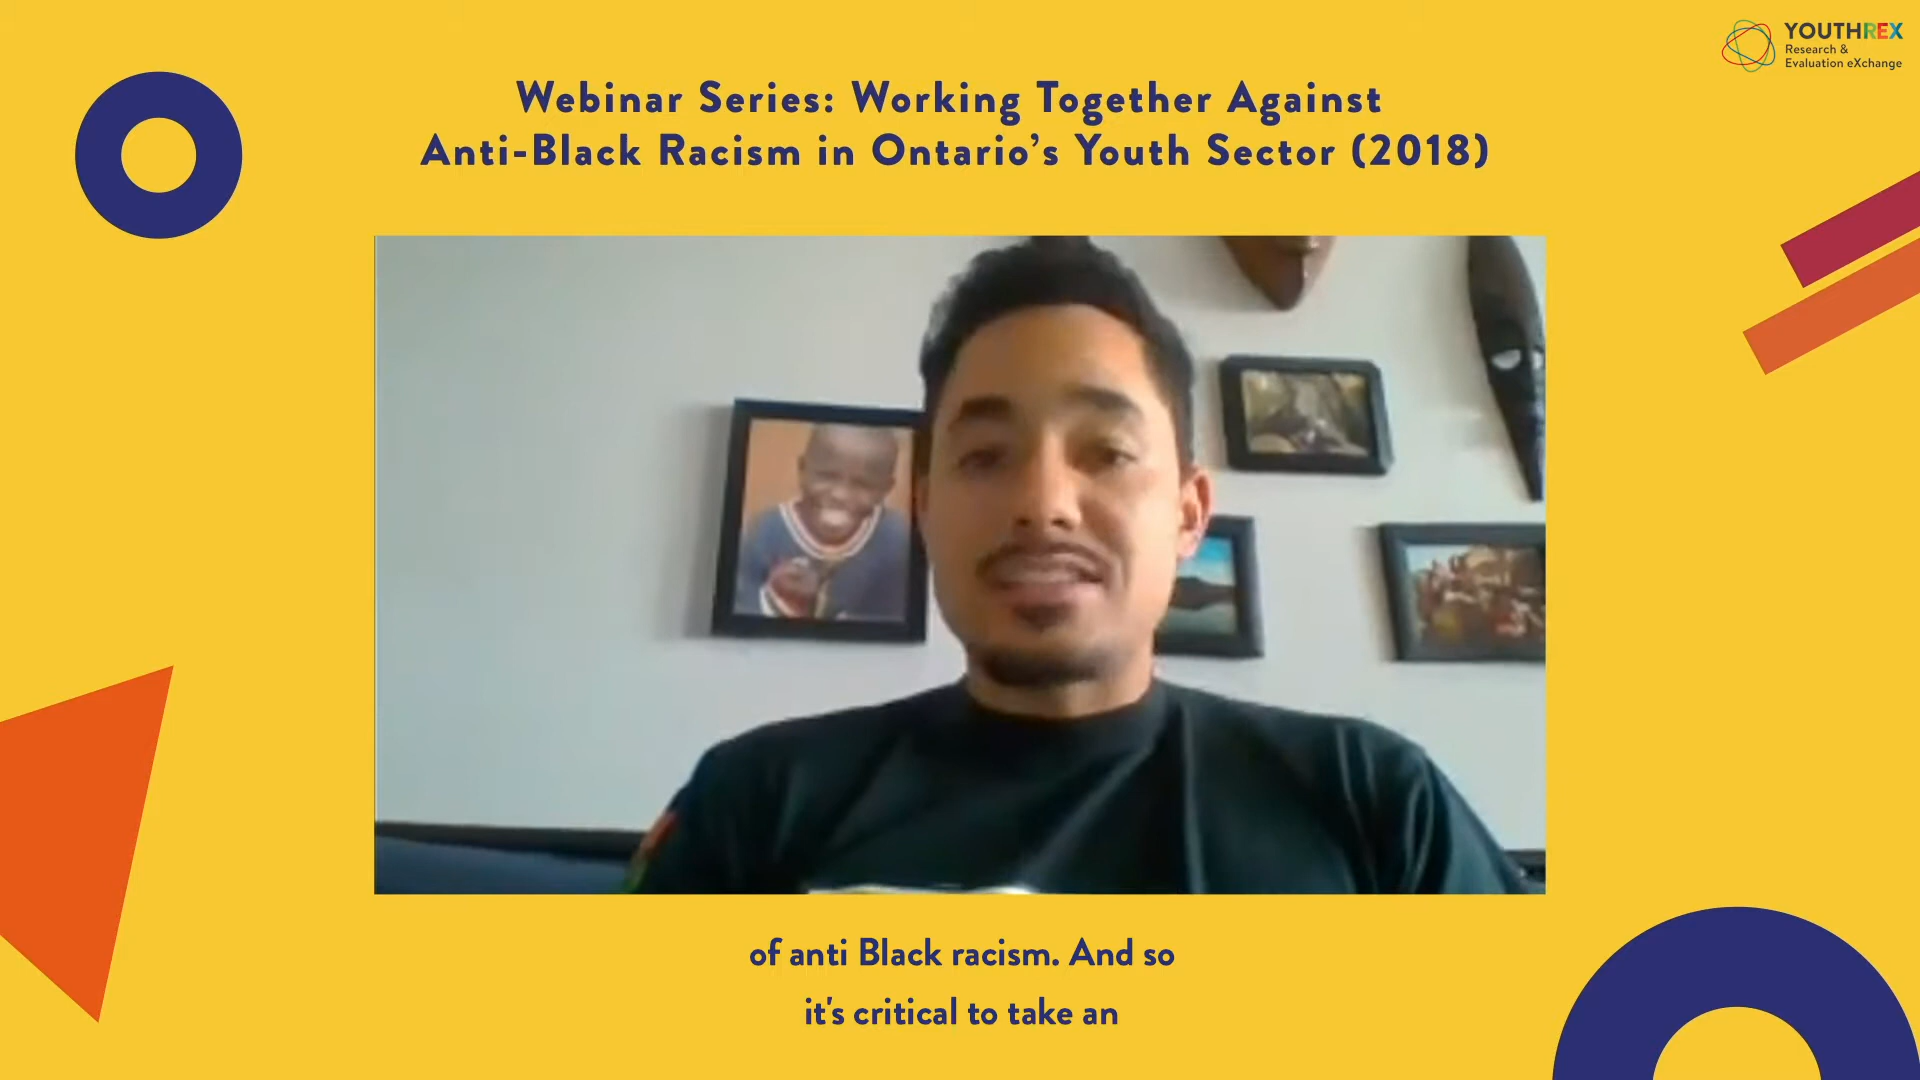 YOUTHREX
Research &
Evaluation eXchange
Webinar Series: Working Together Against
Anti-Black Racism in Ontario’s Youth Sector (2018)
of anti Black racism. And so
it's critical to take an